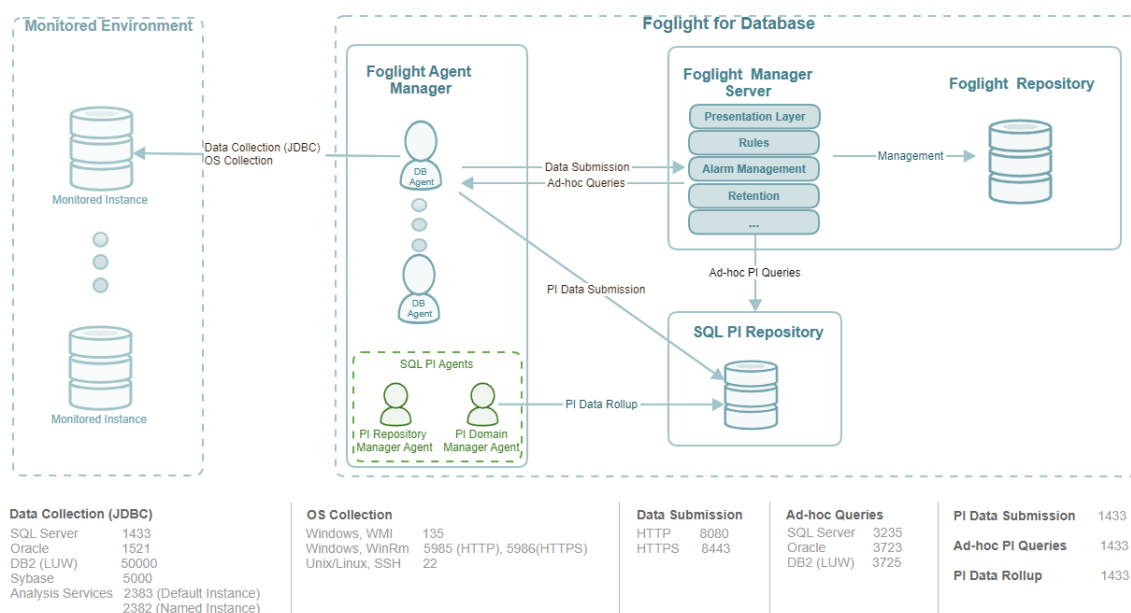 Monitored Environment
Foglight for Database
Foglight Agent
Manager
Foglight Manager
Server
Foglight Repository
Presentation Layer
Rules
Alarm Management
Retention
...
Management
Data Collection (JDBC)
OS Collection
Monitored Instance
DB
Agent
Data Submission
Ad-hoc Queries
DB
Agent
PI Data Submission
Ad-hoc PI Queries
SQL PI Repository
Monitored Instance
SQL PI Agents
PI Repository
Manager Agent
PI Domain
Manager Agent
PI Data Rollup
Data Collection (JDBC)
SQL Server 1433
Oracle 1521
DB2 (LUW) 50000
Sybase 5000
Analysis Services 2383 (Default Instance)
2382 (Named Instance)
OS Collection
Windows, WMI 135
Windows, WinRm 5985 (HTTP), 5986(HTTPS)
Unix/Linux, SSH 22
Data Submission
HTTP 8080
HTTPS 8443
Ad-hoc Queries
SQL Server 3235
Oracle 3723
DB2 (LUW) 3725
PI Data Submission 1433
Ad-hoc PI Queries 1433
PI Data Rollup 1433